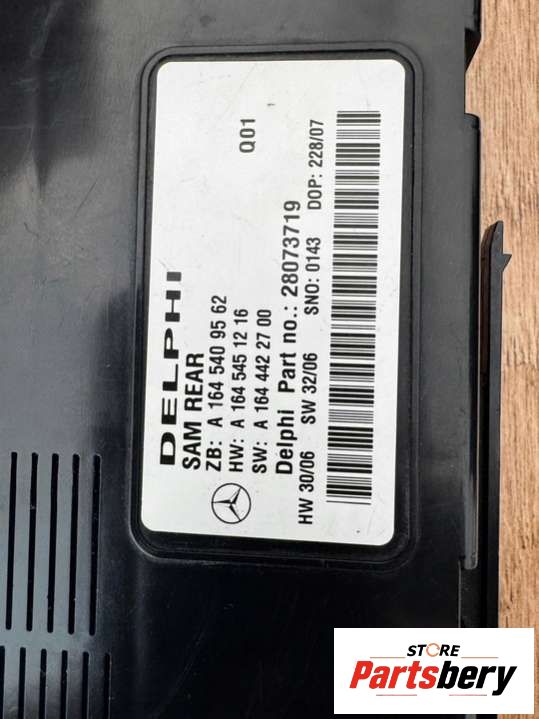 DELPHI
SAM REAR
ZB: A 164 540 95 62
HW: A 164 545 12 16
SW: A 164 442 27 00
Delphi Part no.: 28073719
HW 30/06 SW 32/06 SNO: 0143 DOP: 228/07
Q01
STORE
Partsbery